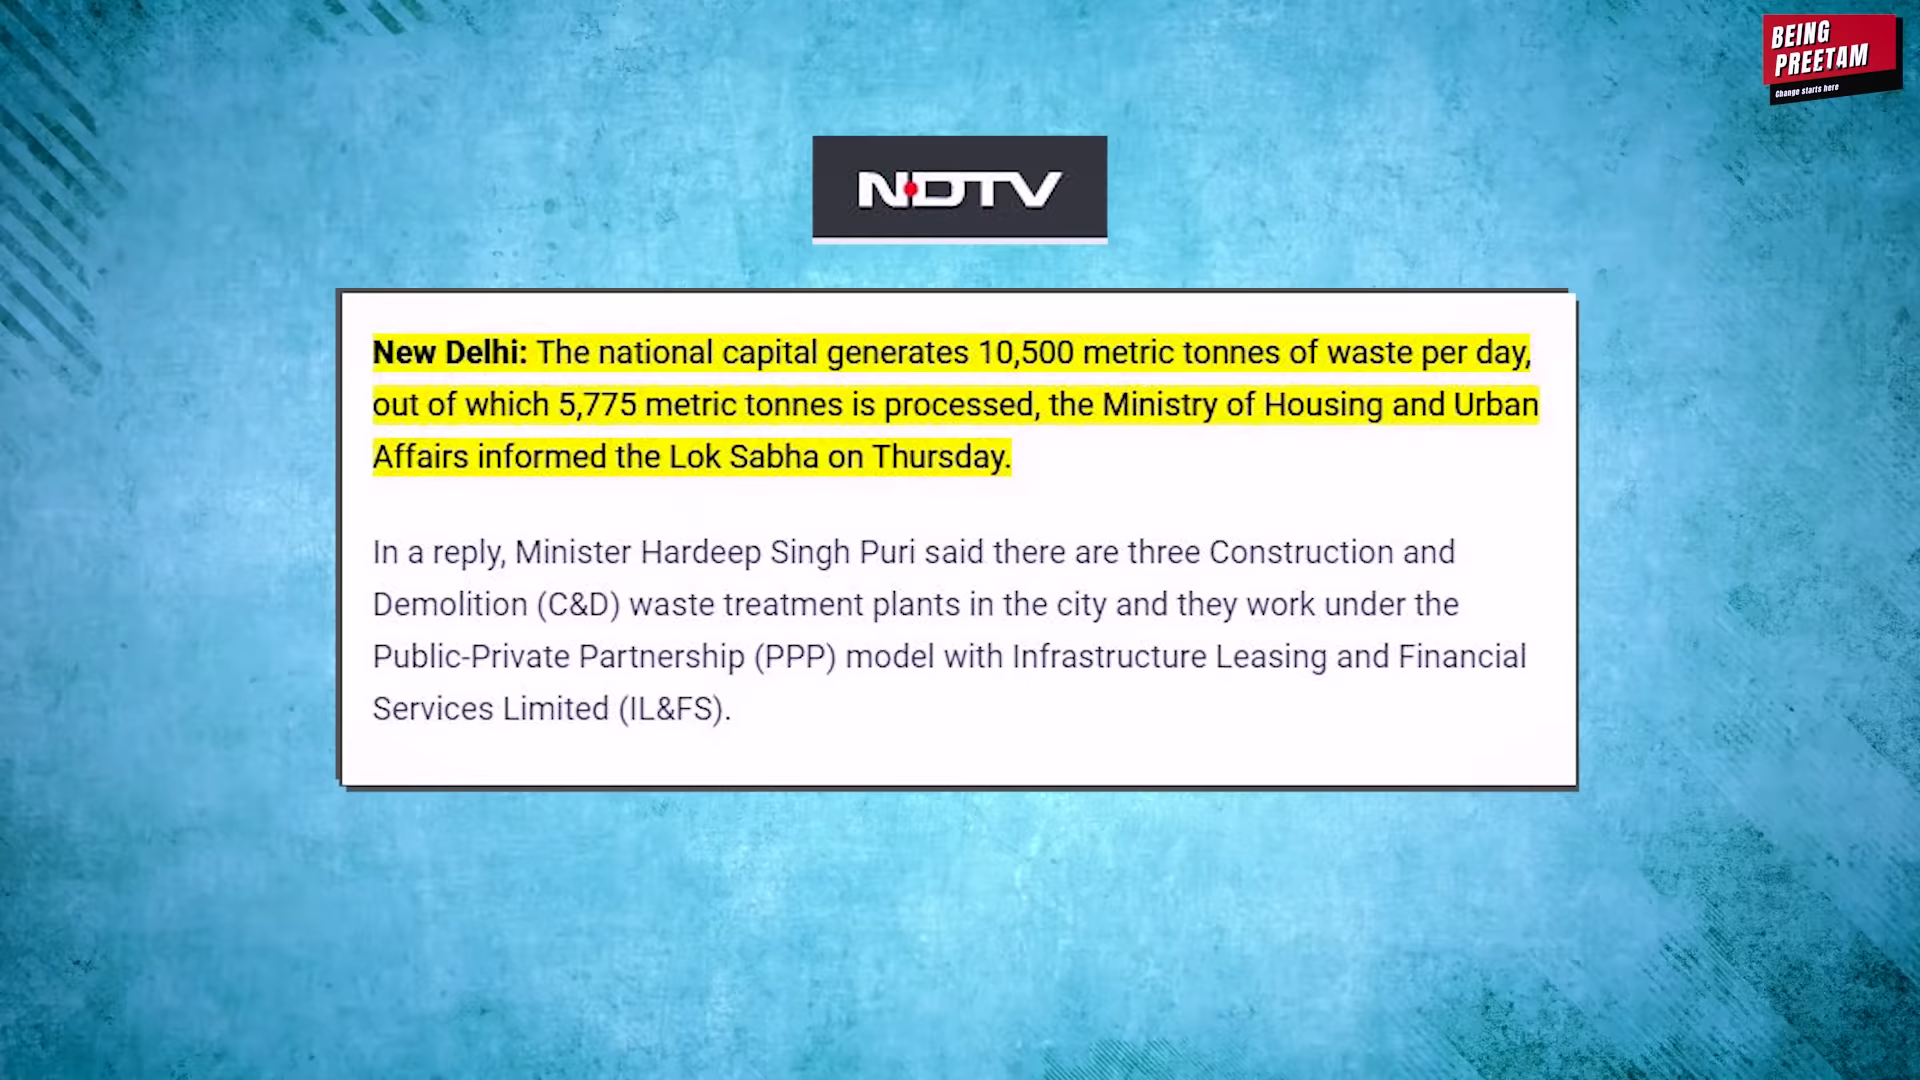 BEING
PREETAM
Change starts here
NDTV
New Delhi: The national capital generates 10,500 metric tonnes of waste per day,
out of which 5,775 metric tonnes is processed, the Ministry of Housing and Urban
Affairs informed the Lok Sabha on Thursday.
In a reply, Minister Hardeep Singh Puri said there are three Construction and
Demolition (C&D) waste treatment plants in the city and they work under the
Public-Private Partnership (PPP) model with Infrastructure Leasing and Financial
Services Limited (IL&FS).